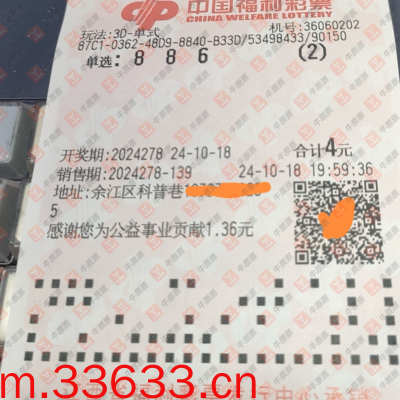 中国福利彩票
CHINA WELFARE LOTTERY
玩法:3D-单式 机号:36060202
87C1-0362-48D9-8840-B33D/53498433/90150
单选: 8 8 6 (2)
开奖期:2024278 24-10-18 合计4元
销售期:2024278-139 24-10-18 19:59:36
地址:余江区科普巷
5
感谢您为公益事业贡献1.36元
m.33633.cn